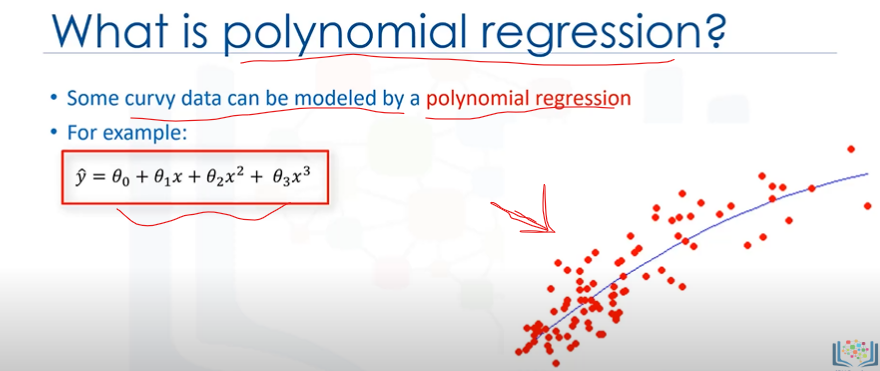 What is polynomial regression?
• Some curvy data can be modeled by a polynomial regression
• For example:
ŷ = θ₀ + θ₁x + θ₂x² + θ₃x³